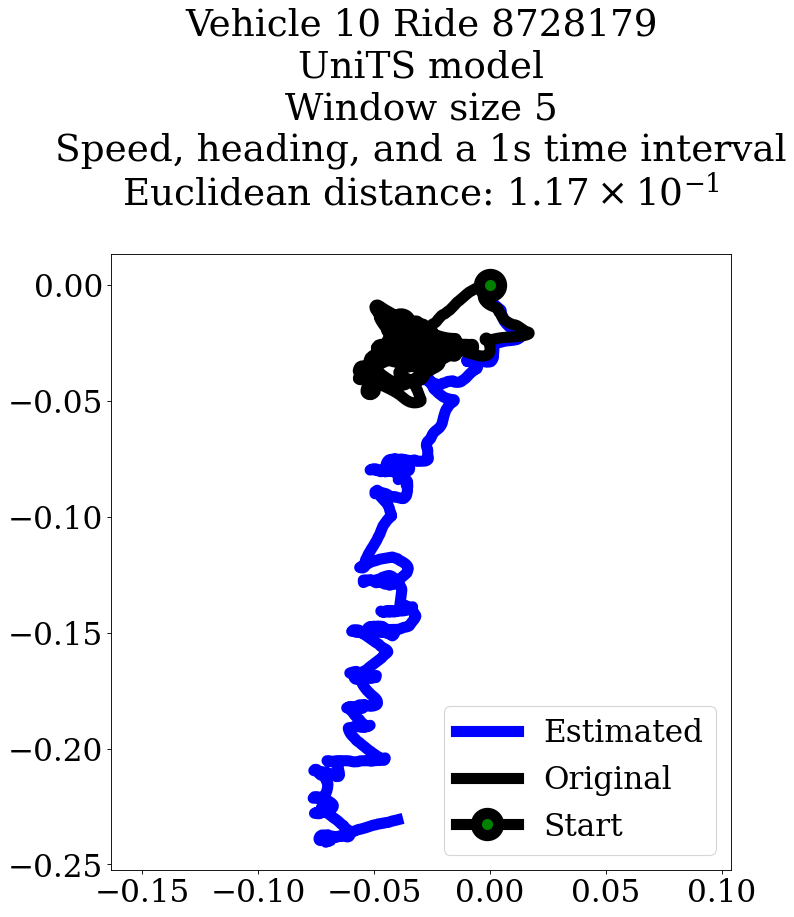 Vehicle 10 Ride 8728179
UniTS model
Window size 5
Speed, heading, and a 1s time interval
Euclidean distance: 1.17 × 10⁻¹
0.00
−0.05
−0.10
−0.15
−0.20
−0.25
Estimated
Original
Start
−0.15 −0.10 −0.05 0.00 0.05 0.10